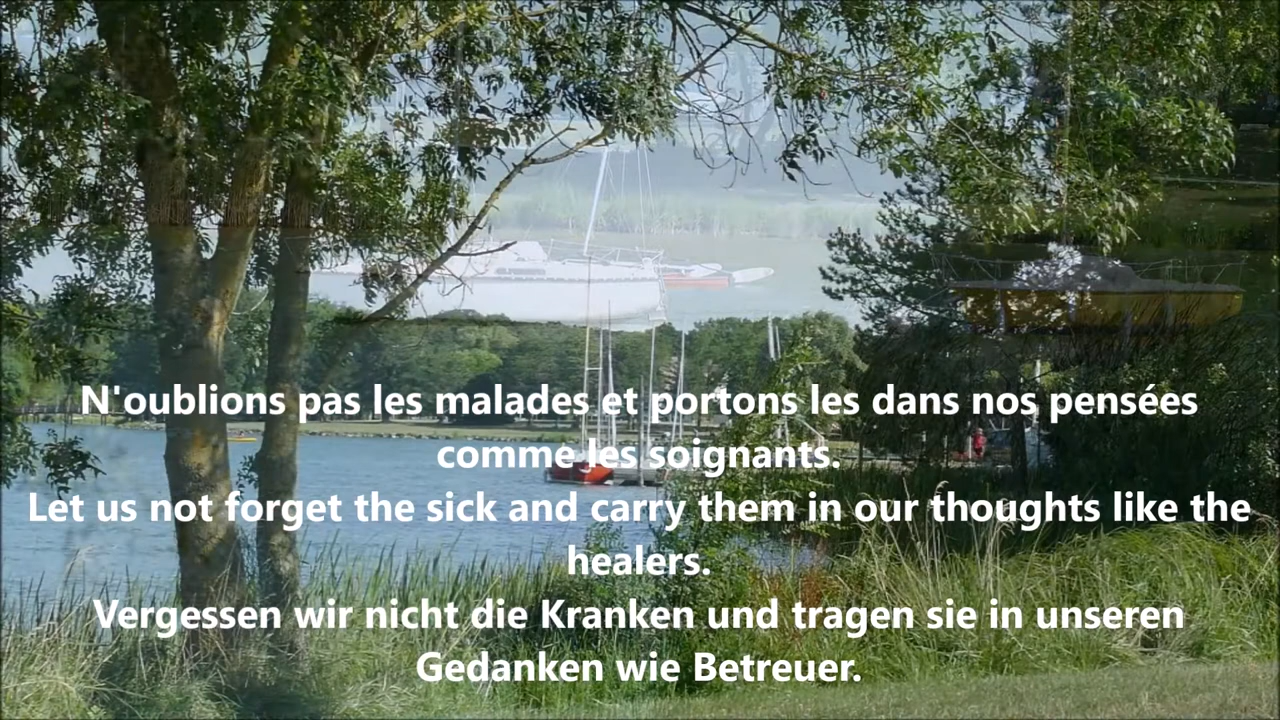 N'oublions pas les malades et portons les dans nos pensées
comme les soignants.
Let us not forget the sick and carry them in our thoughts like the
healers.
Vergessen wir nicht die Kranken und tragen sie in unseren
Gedanken wie Betreuer.